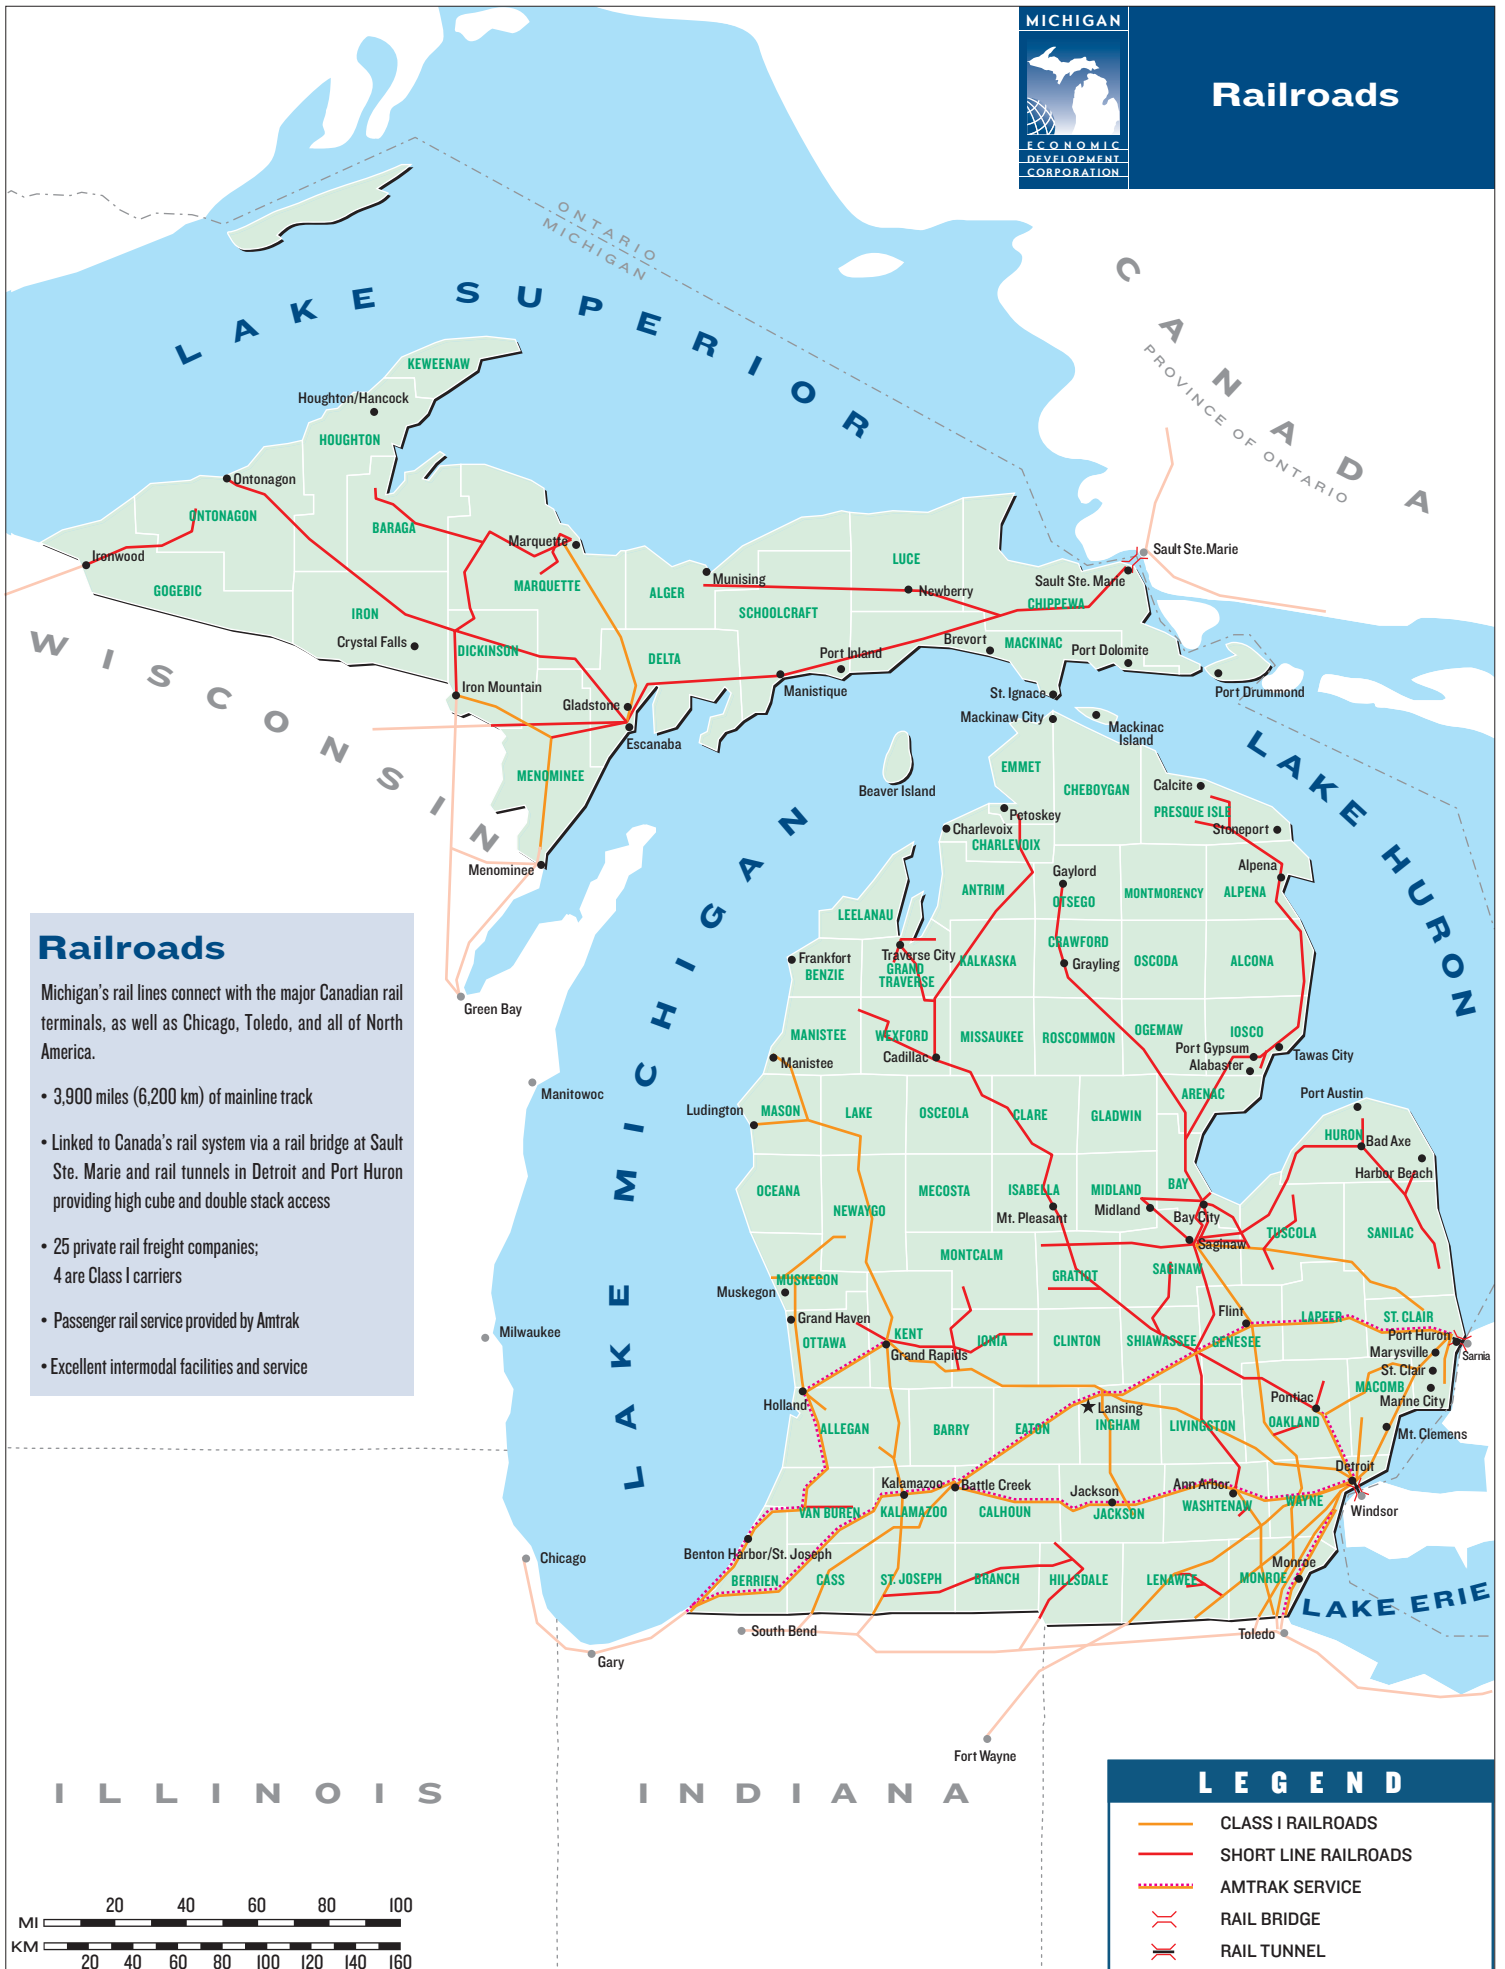 MICHIGAN
ECONOMIC
DEVELOPMENT
CORPORATION
Railroads
ONTARIO
MICHIGAN
CANADA
PROVINCE OF ONTARIO
LAKE SUPERIOR
KEWEENAW
Houghton/Hancock
HOUGHTON
Ontonagon
ONTONAGON
BARAGA
Marquette
Ironwood
GOGEBIC
IRON
MARQUETTE
ALGER
Munising
LUCE
Newberry
SCHOOLCRAFT
Sault Ste.Marie
Sault Ste. Marie
CHIPPEWA
Crystal Falls
DICKINSON
DELTA
Brevort
MACKINAC
Port Dolomite
Port Inland
Iron Mountain
Gladstone
Manistique
St. Ignace
Port Drummond
Escanaba
Mackinaw City
Mackinac
Island
WISCONSIN
MENOMINEE
Menominee
Beaver Island
EMMET
CHEBOYGAN
Calcite
PRESQUE ISLE
Stoneport
LAKE HURON
Petoskey
Charlevoix
CHARLEVOIX
Gaylord
Alpena
ANTRIM
OTSEGO
MONTMORENCY
ALPENA
LEELANAU
LAKE MICHIGAN
Railroads
Michigan’s rail lines connect with the major Canadian rail
terminals, as well as Chicago, Toledo, and all of North
America.
• 3,900 miles (6,200 km) of mainline track
• Linked to Canada’s rail system via a rail bridge at Sault
Ste. Marie and rail tunnels in Detroit and Port Huron
providing high cube and double stack access
• 25 private rail freight companies;
4 are Class I carriers
• Passenger rail service provided by Amtrak
• Excellent intermodal facilities and service
Green Bay
Manitowoc
Milwaukee
Frankfort
BENZIE
Traverse City
GRAND
TRAVERSE
KALKASKA
CRAWFORD
Grayling
OSCODA
ALCONA
MANISTEE
WEXFORD
MISSAUKEE
ROSCOMMON
OGEMAW
IOSCO
Manistee
Cadillac
Port Gypsum
Alabaster
Tawas City
ARENAC
Port Austin
Ludington
MASON
LAKE
OSCEOLA
CLARE
GLADWIN
HURON
Bad Axe
Harbor Beach
OCEANA
NEWAYGO
MECOSTA
ISABELLA
MIDLAND
BAY
Mt. Pleasant
Midland
Bay City
TUSCOLA
SANILAC
Saginaw
MONTCALM
GRATIOT
SAGINAW
MUSKEGON
Muskegon
Grand Haven
OTTAWA
KENT
Grand Rapids
IONIA
CLINTON
SHIAWASSEE
Flint
GENESEE
LAPEER
ST. CLAIR
Port Huron
Marysville
Sarnia
St. Clair
MACOMB
Marine City
Holland
Lansing
Pontiac
OAKLAND
Mt. Clemens
ALLEGAN
BARRY
EATON
INGHAM
LIVINGSTON
Detroit
Kalamazoo
Battle Creek
Jackson
Ann Arbor
WASHTENAW
WAYNE
Windsor
VAN BUREN
KALAMAZOO
CALHOUN
JACKSON
Benton Harbor/St. Joseph
BERRIEN
CASS
ST. JOSEPH
BRANCH
HILLSDALE
LENAWEE
MONROE
Monroe
LAKE ERIE
Chicago
South Bend
Toledo
Gary
Fort Wayne
ILLINOIS
INDIANA
LEGEND
CLASS I RAILROADS
SHORT LINE RAILROADS
AMTRAK SERVICE
RAIL BRIDGE
RAIL TUNNEL
20 40 60 80 100
MI
KM
20 40 60 80 100 120 140 160